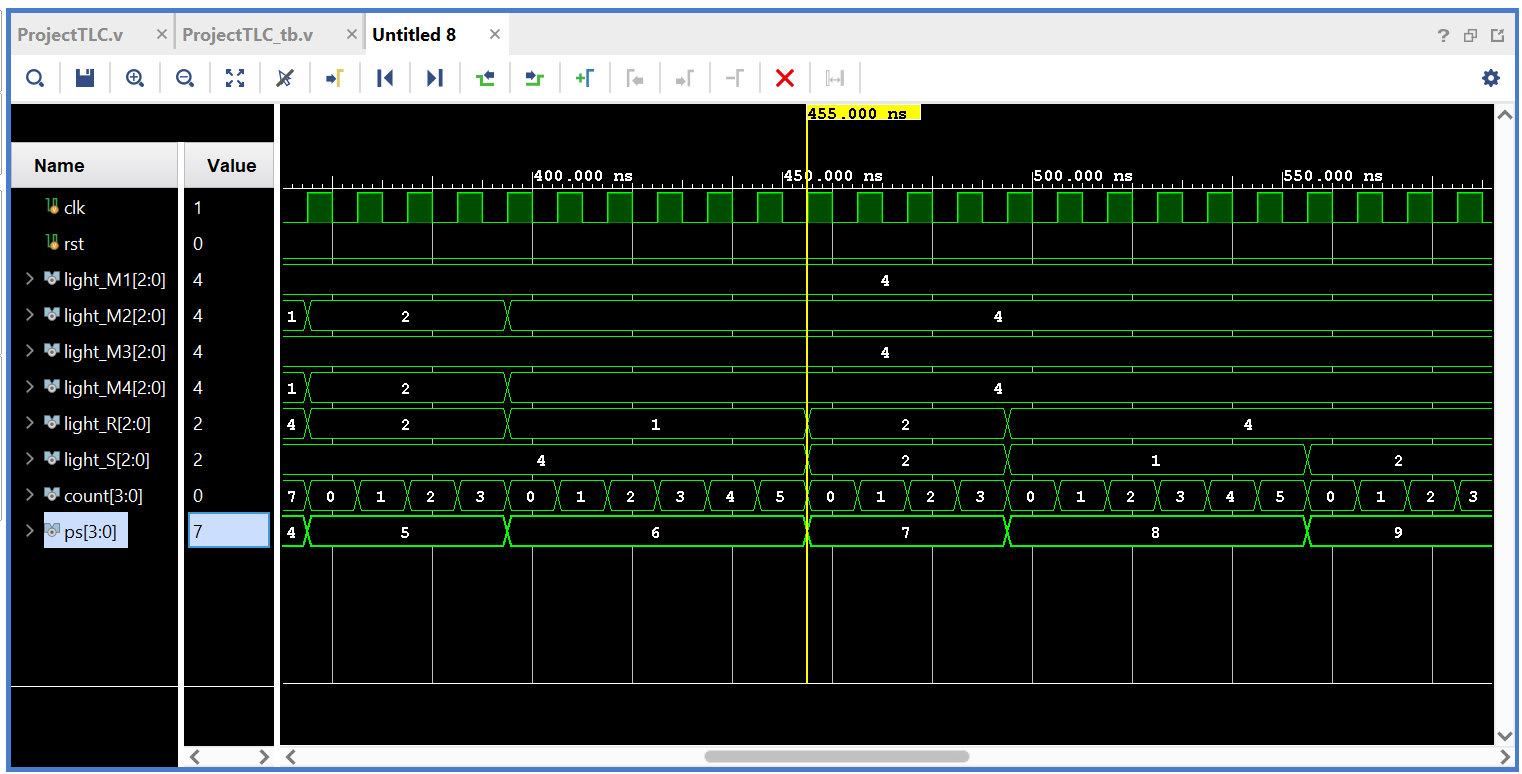 ProjectTLC.v × ProjectTLC_tb.v × Untitled 8 × ?
455.000 ns
Name Value
400.000 ns 450.000 ns 500.000 ns 550.000 ns
clk 1
rst 0
light_M1[2:0] 4 4
light_M2[2:0] 4 1 2 4
light_M3[2:0] 4 4
light_M4[2:0] 4 1 2 4
light_R[2:0] 2 4 2 1 2 4
light_S[2:0] 2 4 2 1 2
count[3:0] 0 7 0 1 2 3 0 1 2 3 4 5 0 1 2 3 0 1 2 3 4 5 0 1 2 3
ps[3:0] 7 4 5 6 7 8 9